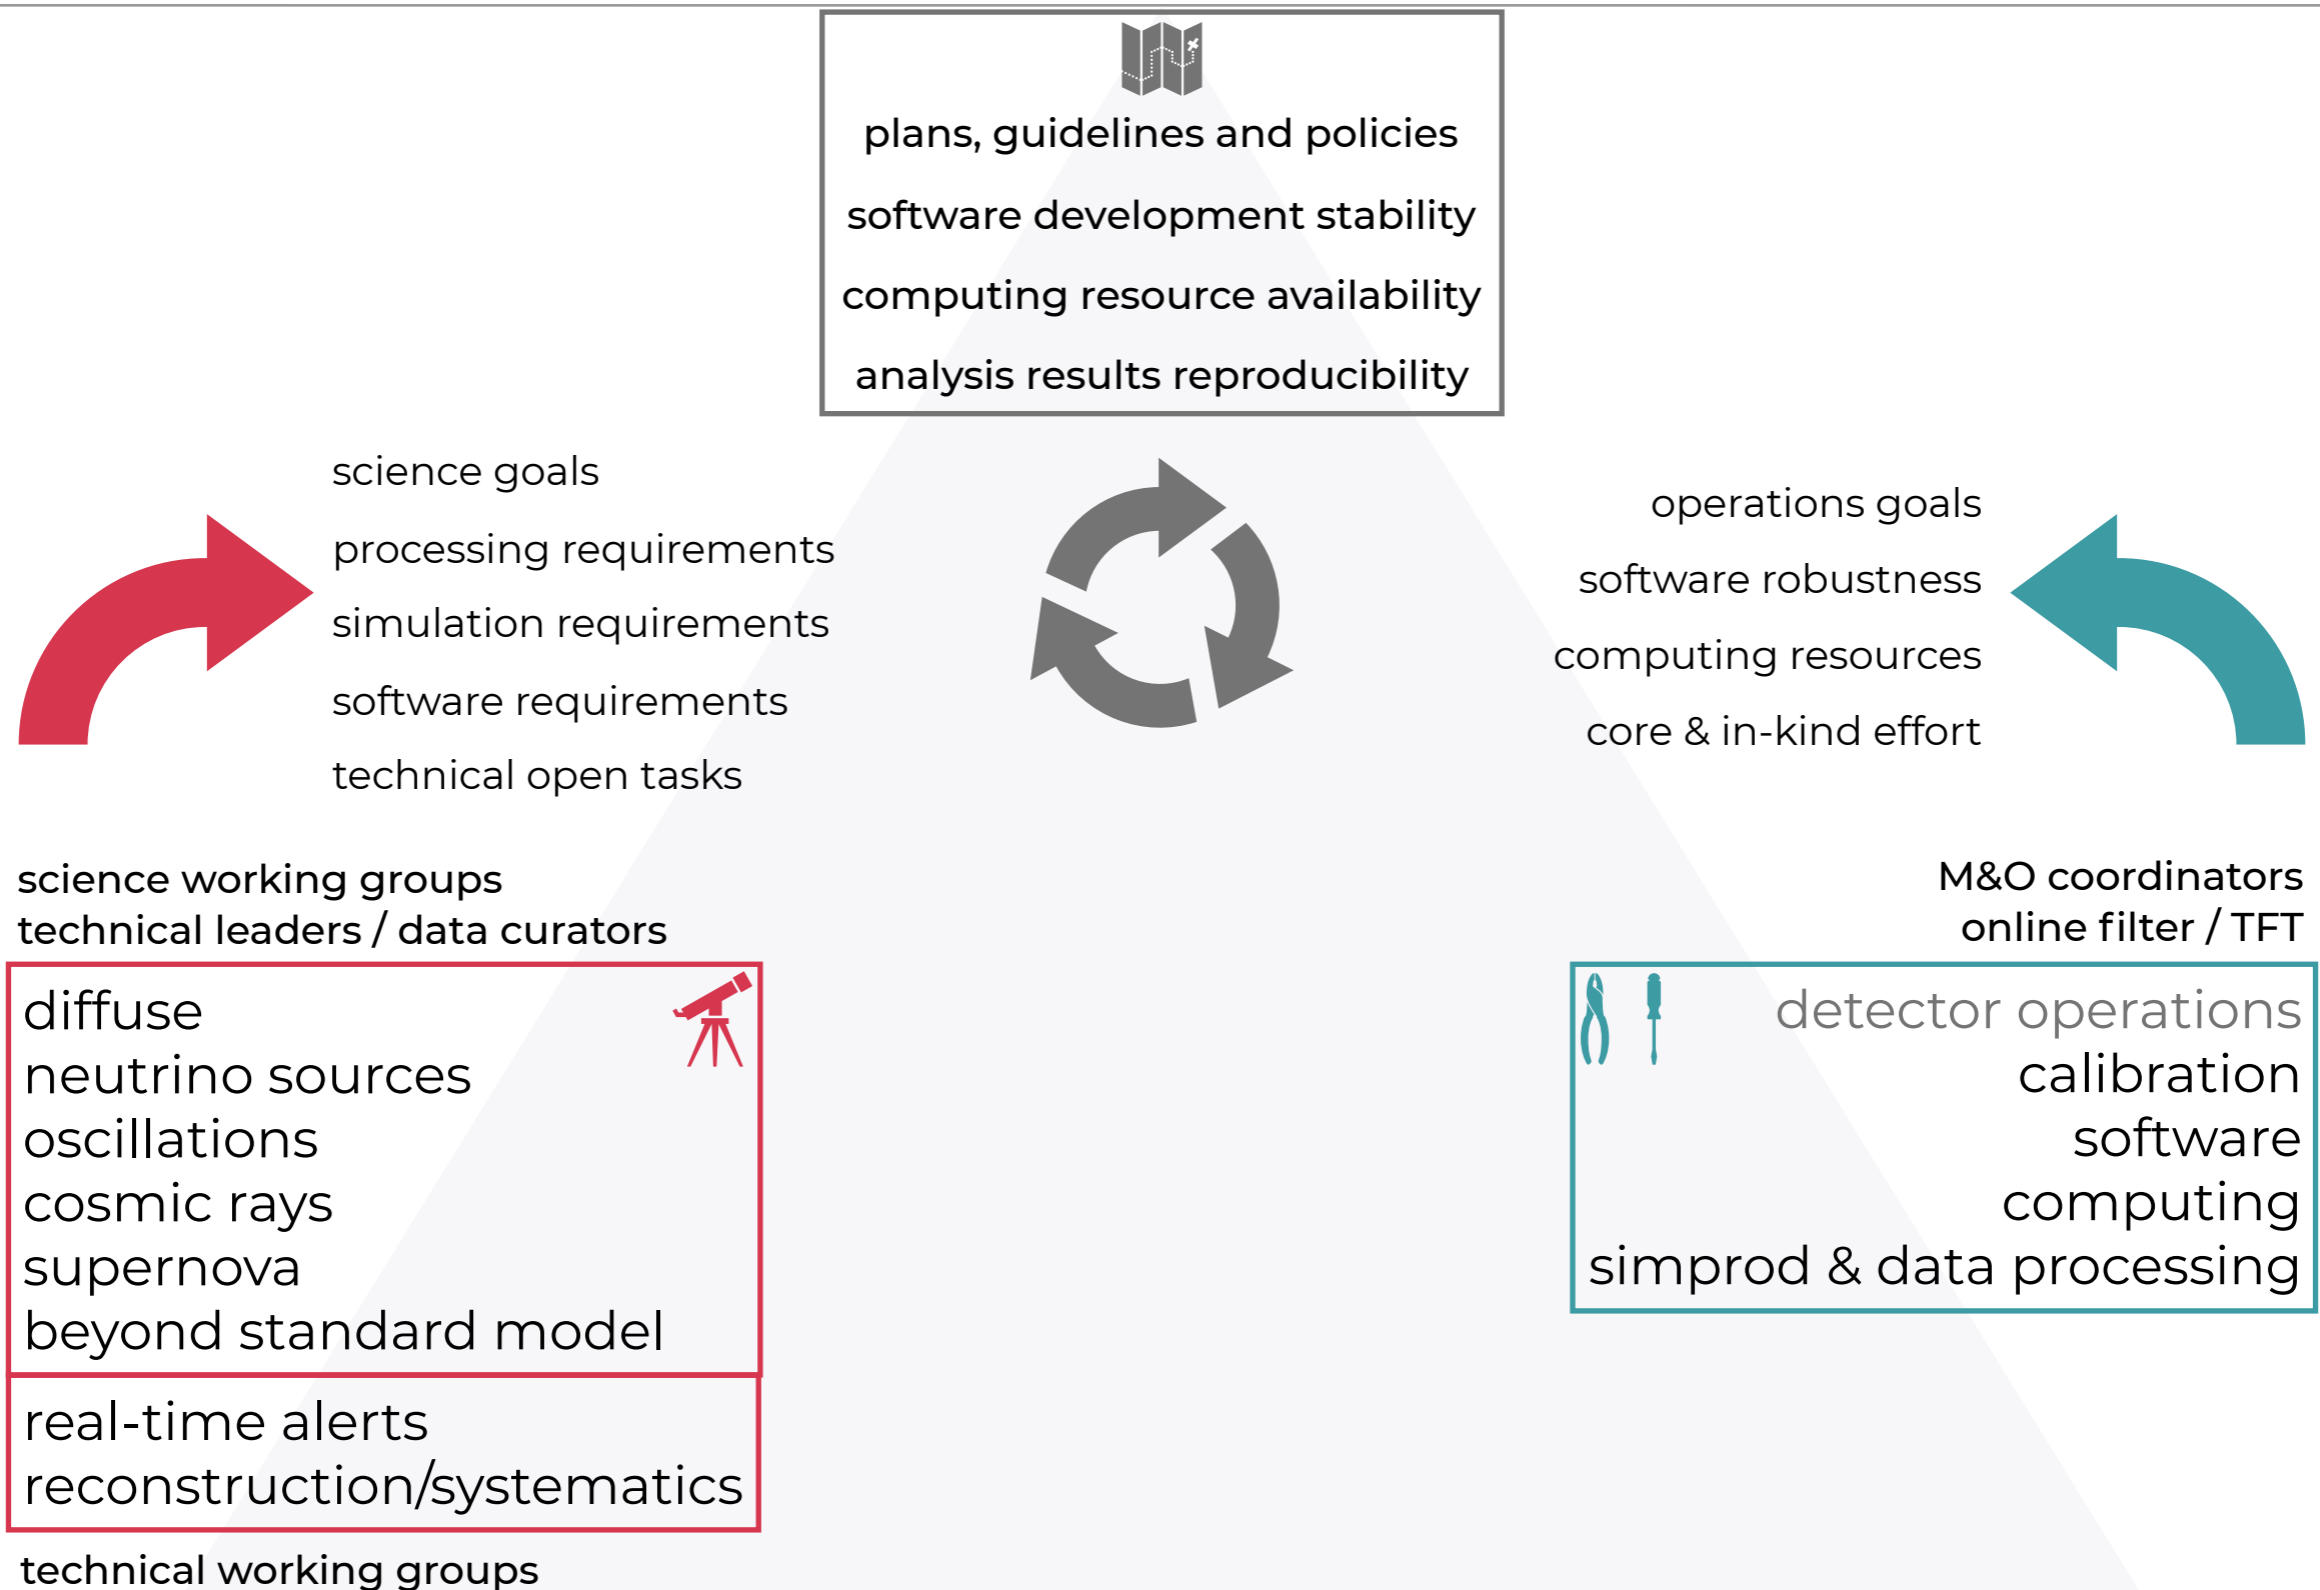 plans, guidelines and policies
software development stability
computing resource availability
analysis results reproducibility
science goals
processing requirements
simulation requirements
software requirements
technical open tasks
operations goals
software robustness
computing resources
core & in-kind effort
science working groups
technical leaders / data curators
diffuse
neutrino sources
oscillations
cosmic rays
supernova
beyond standard model
real-time alerts
reconstruction/systematics
technical working groups
M&O coordinators
online filter / TFT
detector operations
calibration
software
computing
simprod & data processing